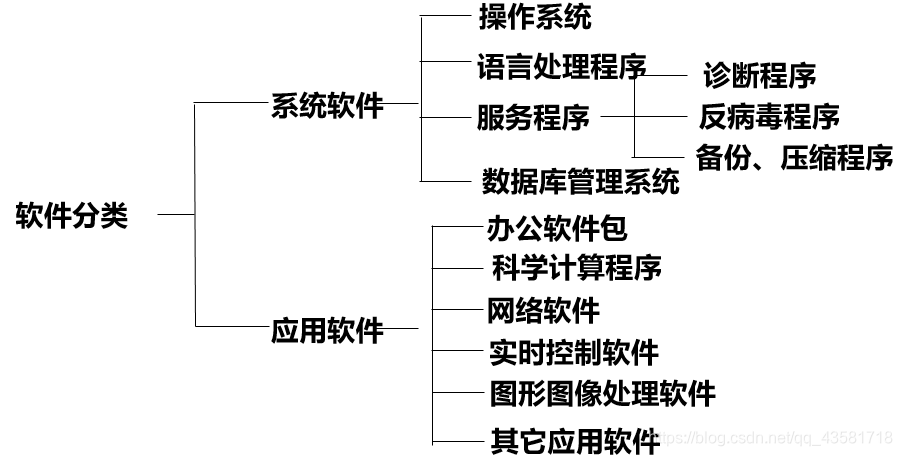 软件分类
系统软件
操作系统
语言处理程序
服务程序
诊断程序
反病毒程序
备份、压缩程序
数据库管理系统
应用软件
办公软件包
科学计算程序
网络软件
实时控制软件
图形图像处理软件
其它应用软件
https://blog.csdn.net/qq_43581718